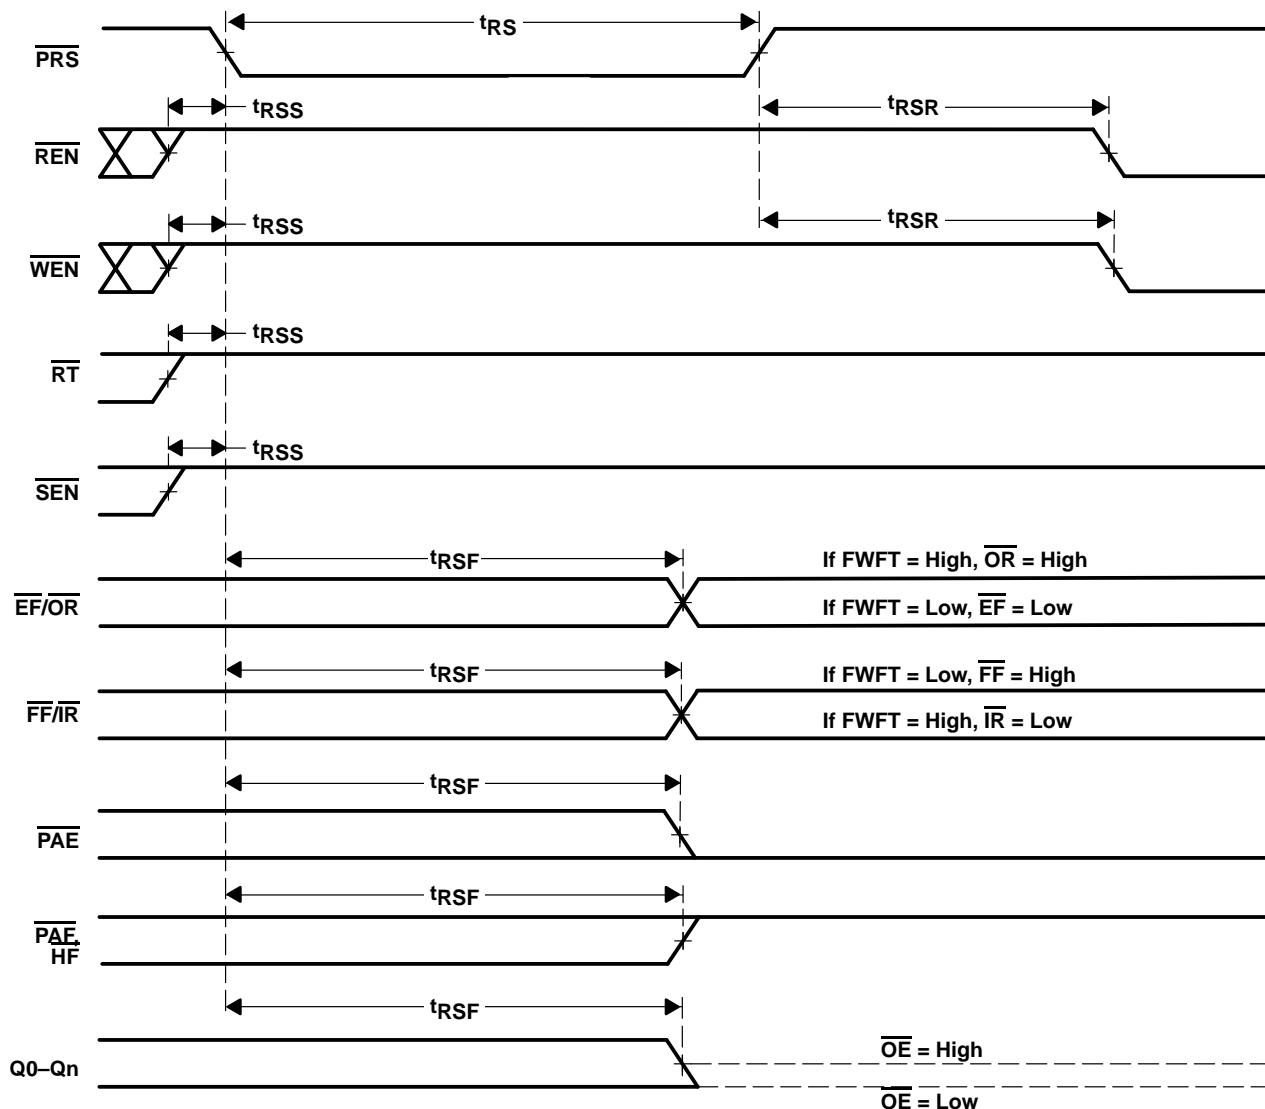 tRS
PRS
tRSS
tRSR
REN
tRSS
tRSR
WEN
tRSS
RT
tRSS
SEN
tRSF
If FWFT = High, OR = High
EF/OR
If FWFT = Low, EF = Low
tRSF
If FWFT = Low, FF = High
FF/IR
If FWFT = High, IR = Low
tRSF
PAE
tRSF
PAF,
HF
tRSF
OE = High
Q0–Qn
OE = Low